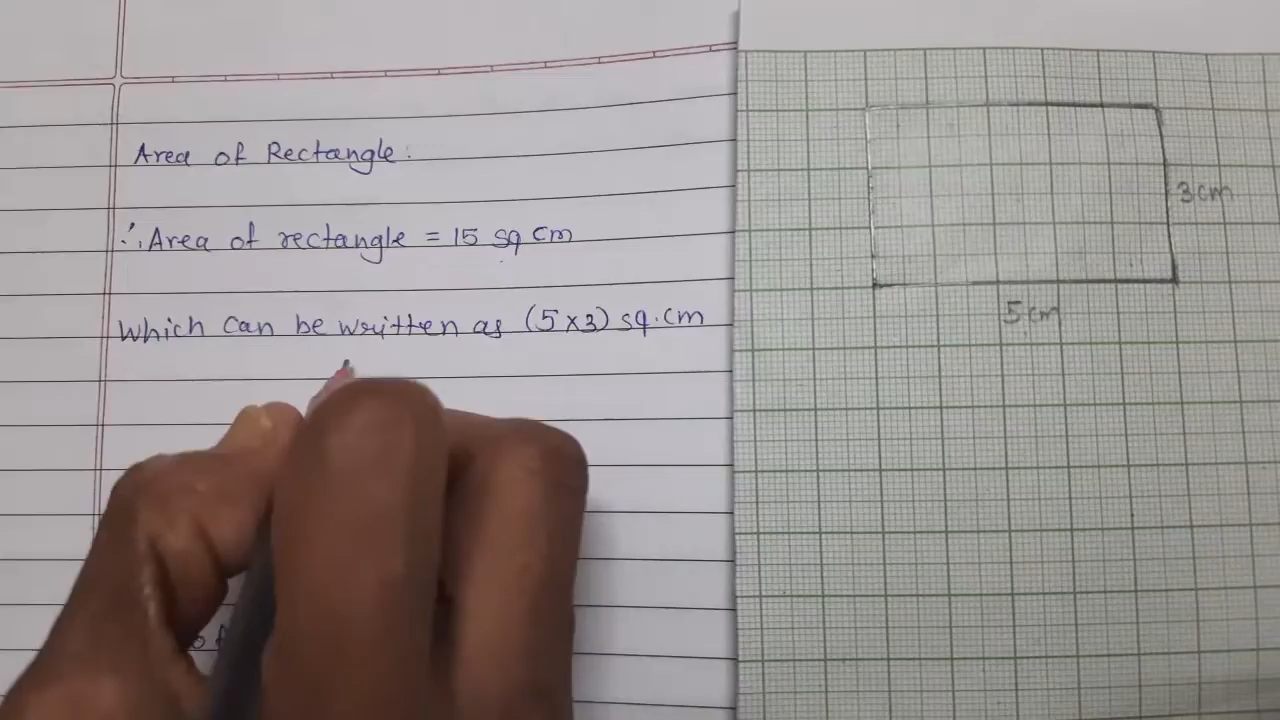 Area of Rectangle:
∴ Area of rectangle = 15 sq cm
Which can be written as (5×3) sq.cm
3cm
5cm